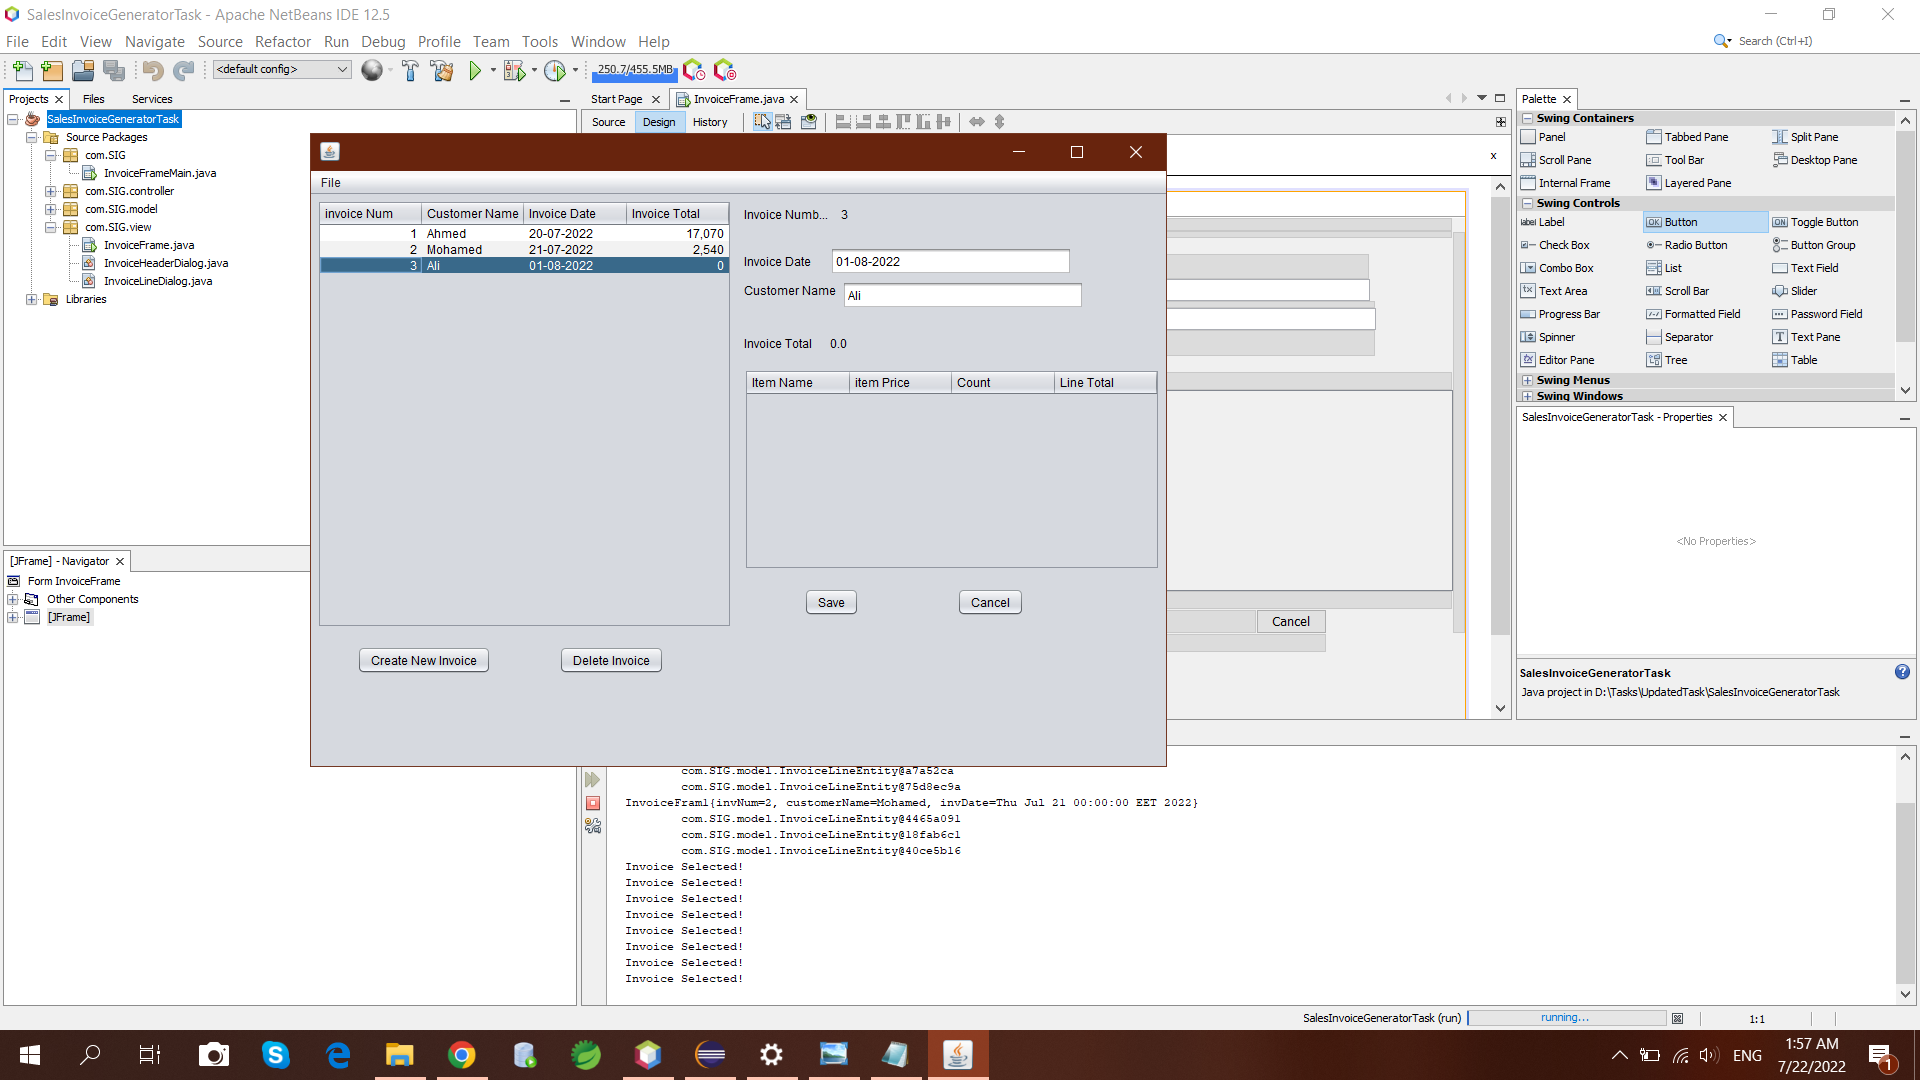 SalesInvoiceGeneratorTask - Apache NetBeans IDE 12.5
File Edit View Navigate Source Refactor Run Debug Profile Team Tools Window Help
Search (Ctrl+I)
<default config>
250.7/455.5MB
Projects Files Services
SalesInvoiceGeneratorTask
Source Packages
com.SIG
InvoiceFrameMain.java
com.SIG.controller
com.SIG.model
com.SIG.view
InvoiceFrame.java
InvoiceHeaderDialog.java
InvoiceLineDialog.java
Libraries
[JFrame] - Navigator
Form InvoiceFrame
Other Components
[JFrame]
Start Page InvoiceFrame.java
Source Design History
File
invoice Num Customer Name Invoice Date Invoice Total
1 Ahmed 20-07-2022 17,070
2 Mohamed 21-07-2022 2,540
3 Ali 01-08-2022 0
Create New Invoice Delete Invoice
Invoice Numb... 3
Invoice Date 01-08-2022
Customer Name Ali
Invoice Total 0.0
Item Name item Price Count Line Total
Save Cancel
Cancel
x
Palette
Swing Containers
Panel Tabbed Pane Split Pane
Scroll Pane Tool Bar Desktop Pane
Internal Frame Layered Pane
Swing Controls
label Label OK Button ON Toggle Button
Check Box Radio Button Button Group
Combo Box List Text Field
Text Area Scroll Bar Slider
Progress Bar Formatted Field Password Field
Spinner Separator Text Pane
Editor Pane Tree Table
Swing Menus
Swing Windows
SalesInvoiceGeneratorTask - Properties
<No Properties>
SalesInvoiceGeneratorTask
Java project in D:\Tasks\UpdatedTask\SalesInvoiceGeneratorTask
com.SIG.model.InvoiceLineEntity@a7a52ca
com.SIG.model.InvoiceLineEntity@75d8ec9a
InvoiceFram1{invNum=2, customerName=Mohamed, invDate=Thu Jul 21 00:00:00 EET 2022}
com.SIG.model.InvoiceLineEntity@4465a091
com.SIG.model.InvoiceLineEntity@18fab6c1
com.SIG.model.InvoiceLineEntity@40ce5b16
Invoice Selected!
Invoice Selected!
Invoice Selected!
Invoice Selected!
Invoice Selected!
Invoice Selected!
Invoice Selected!
Invoice Selected!
SalesInvoiceGeneratorTask (run) running... 1:1
ENG
1:57 AM
7/22/2022
1